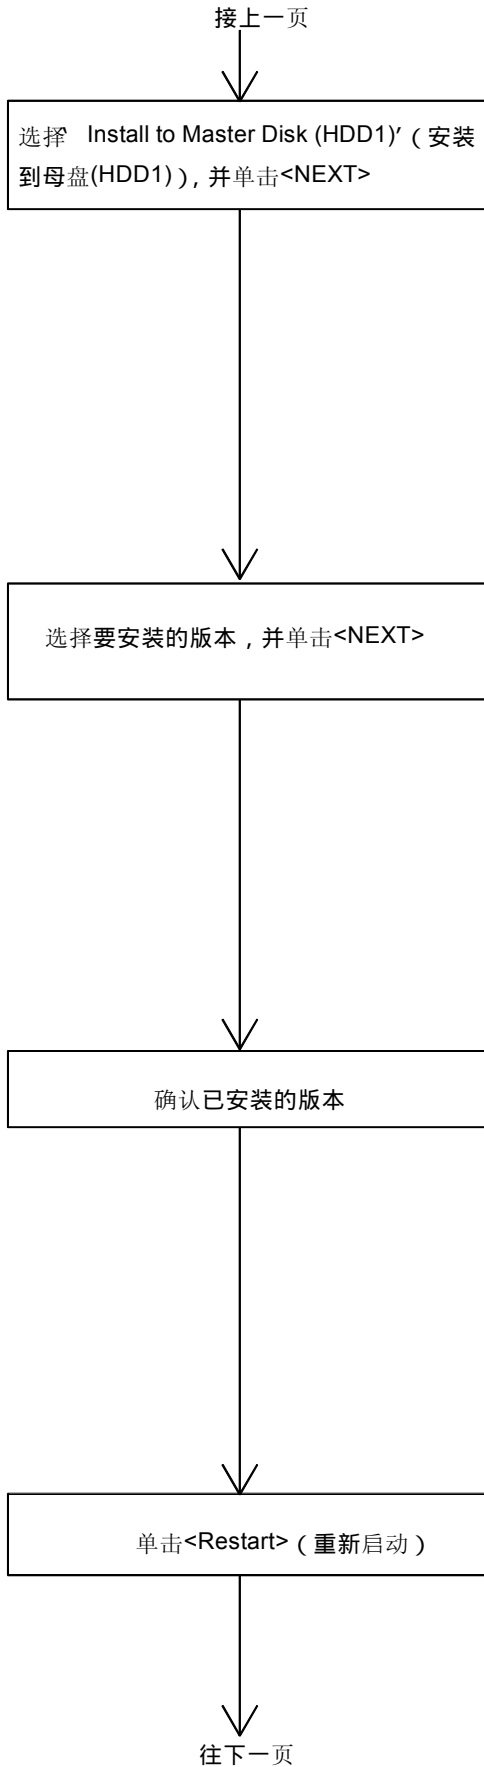 接上一页
选择‘ Install to Master Disk (HDD1)’（安装
到母盘(HDD1)），并单击<NEXT>
选择要安装的版本，并单击<NEXT>
确认已安装的版本
单击<Restart>（重新启动）
往下一页